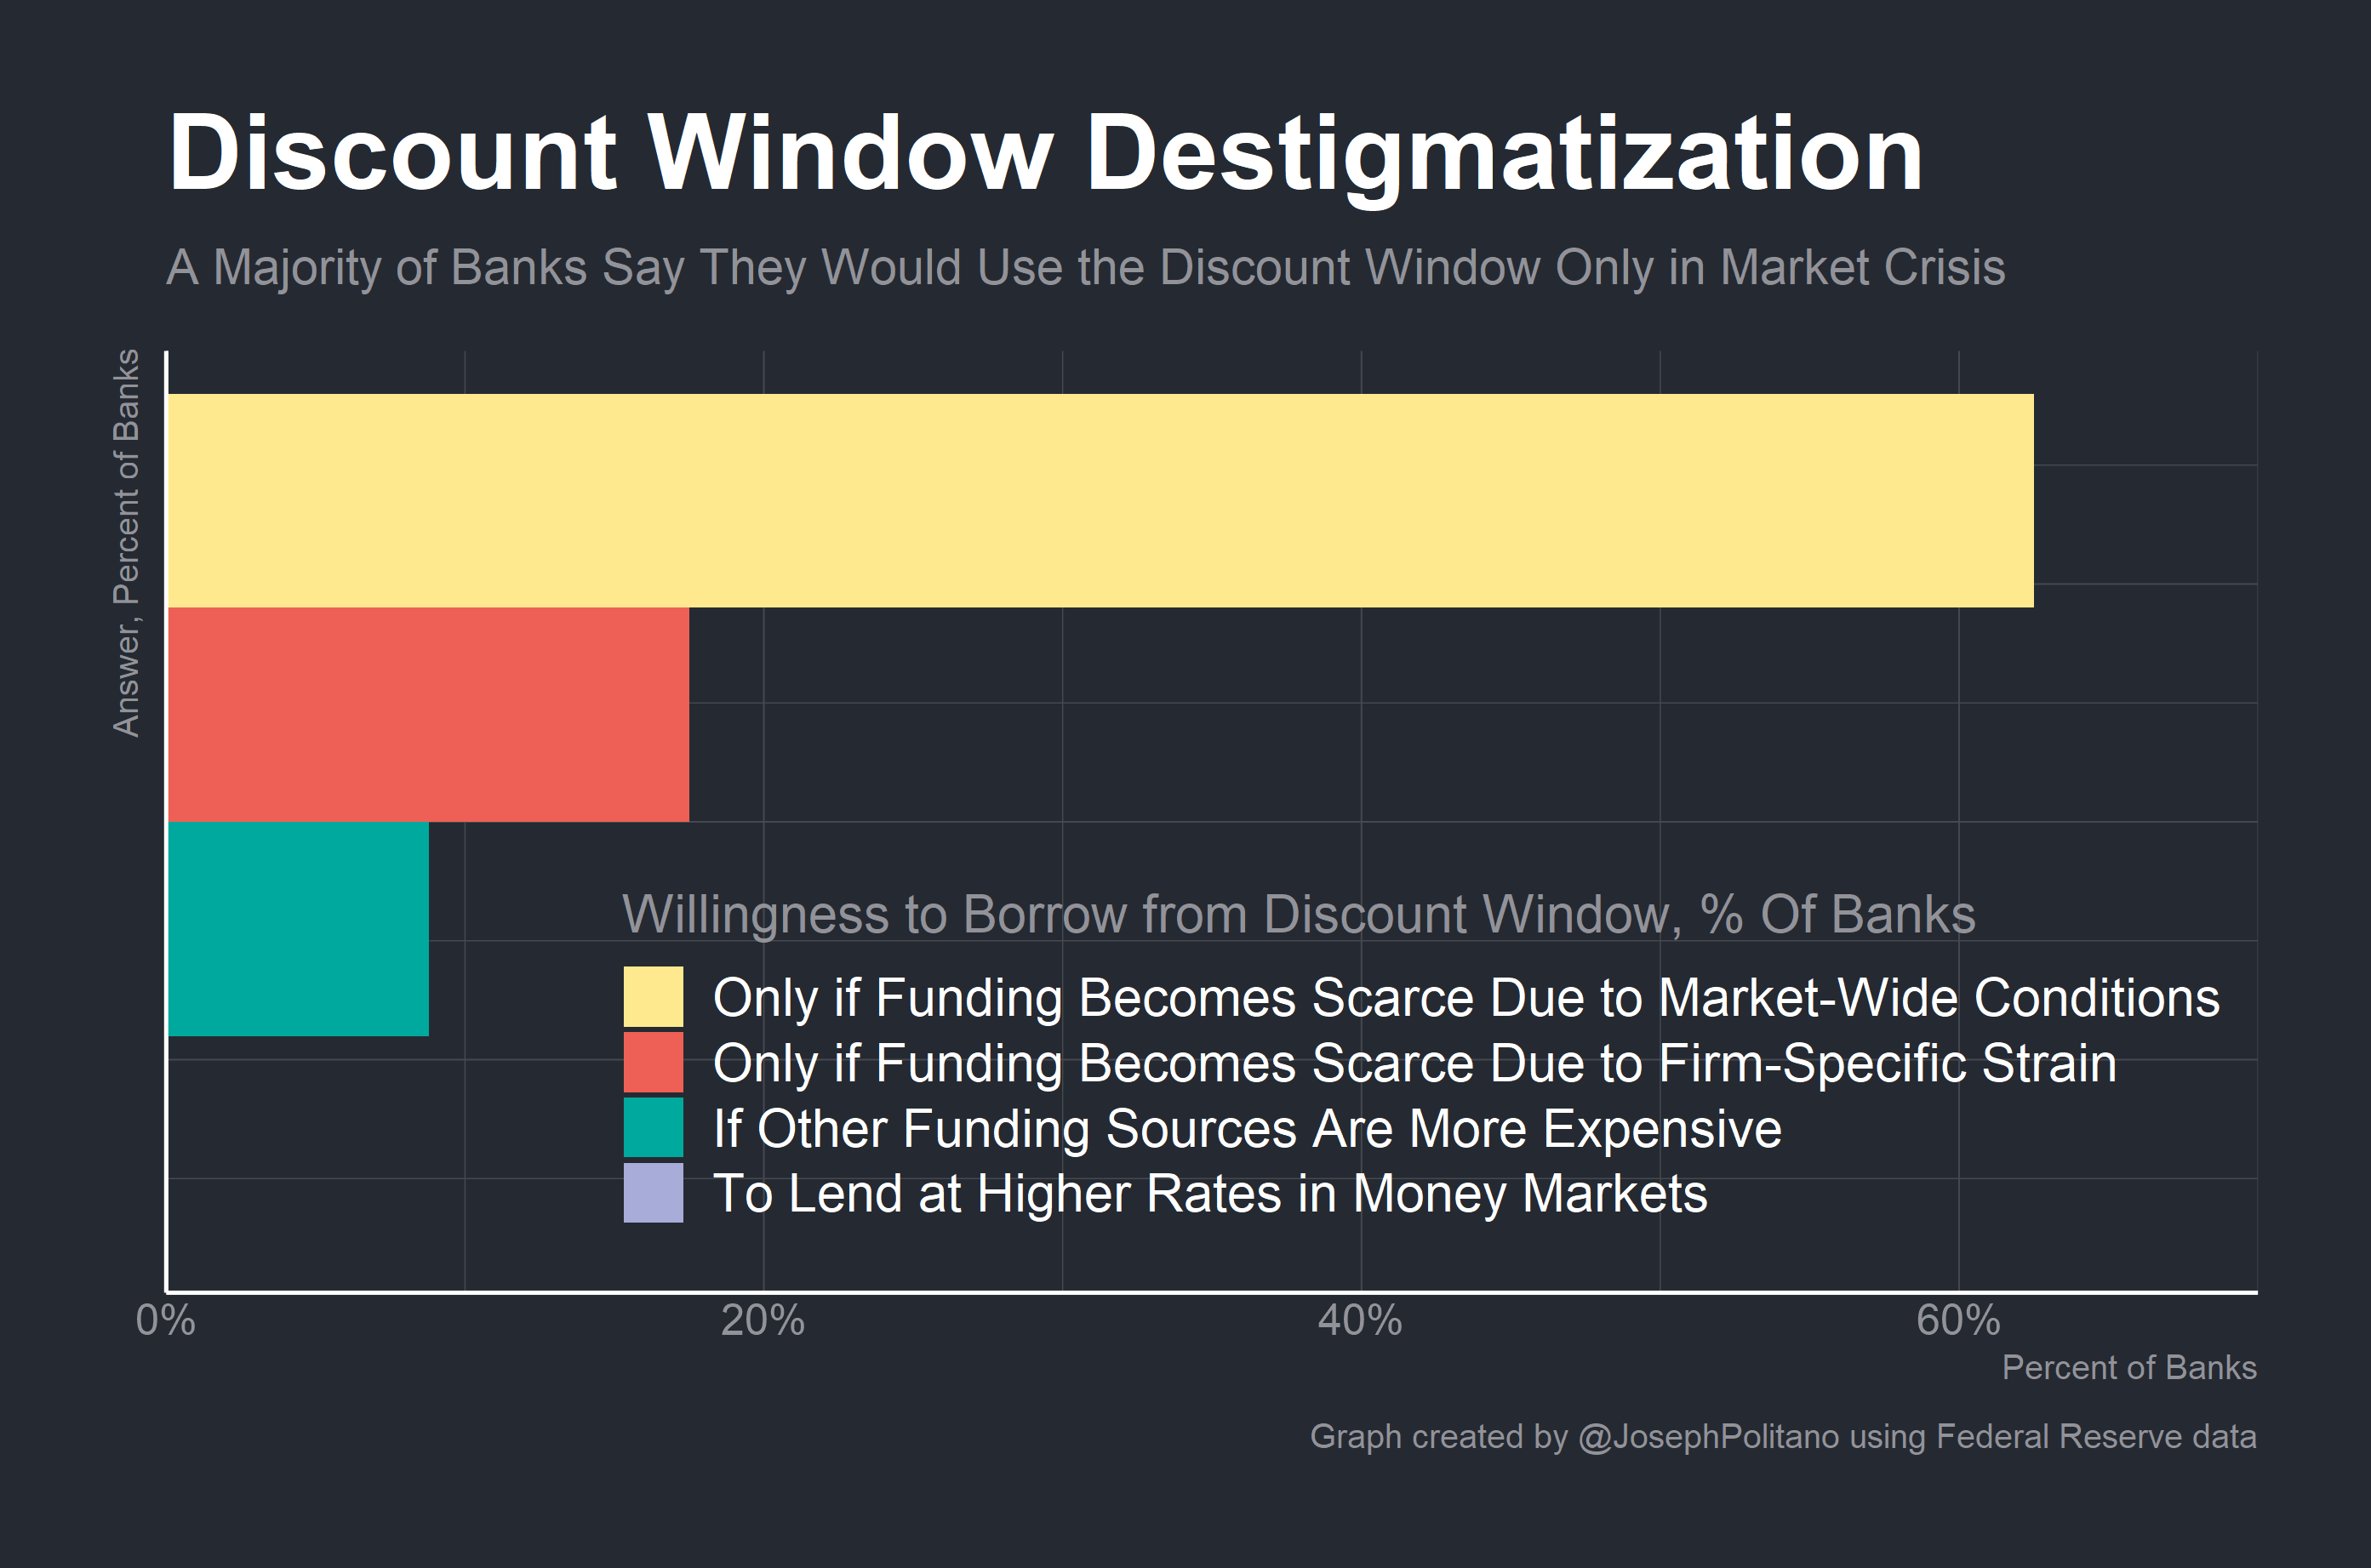 Discount Window Destigmatization
A Majority of Banks Say They Would Use the Discount Window Only in Market Crisis
Answer, Percent of Banks
Willingness to Borrow from Discount Window, % Of Banks
Only if Funding Becomes Scarce Due to Market-Wide Conditions
Only if Funding Becomes Scarce Due to Firm-Specific Strain
If Other Funding Sources Are More Expensive
To Lend at Higher Rates in Money Markets
0% 20% 40% 60%
Percent of Banks
Graph created by @JosephPolitano using Federal Reserve data